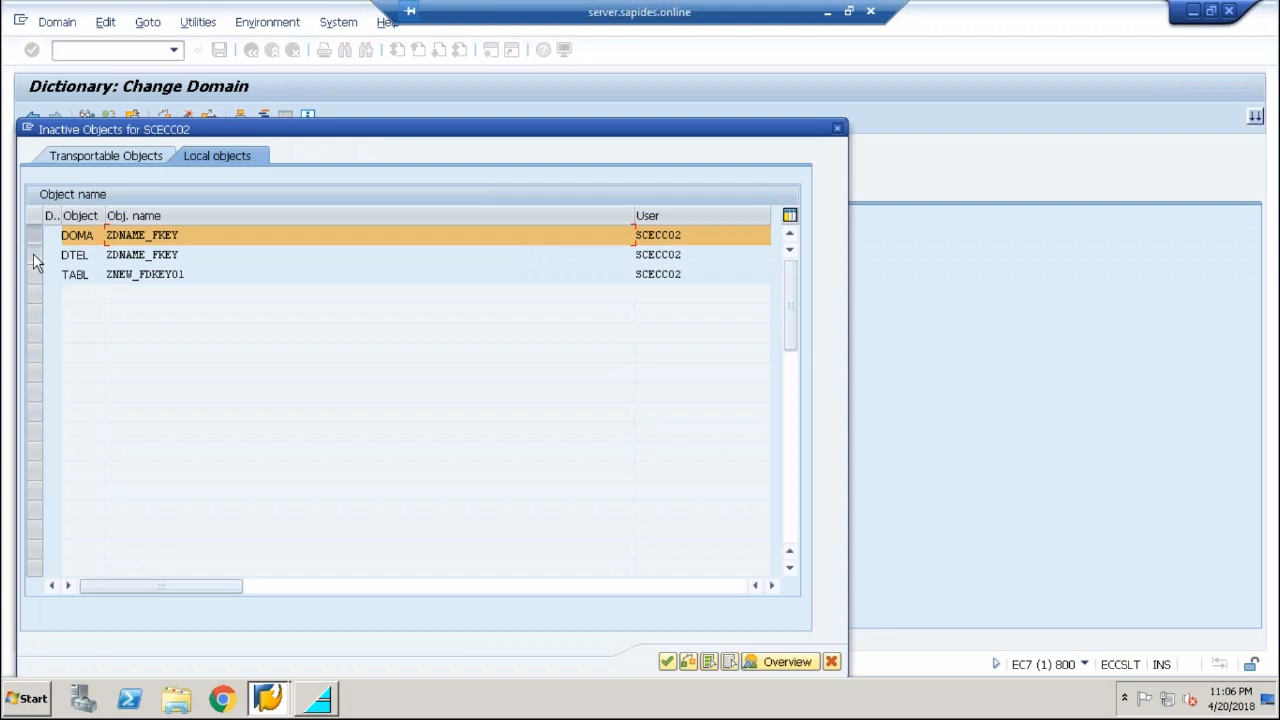 server.sapides.online
Domain Edit Goto Utilities Environment System Help
Dictionary: Change Domain
Inactive Objects for SCECC02
Transportable Objects Local objects
Object name
D.. Object Obj. name User
DOMA ZDNAME_FKEY SCECC02
DTEL ZDNAME_FKEY SCECC02
TABL ZNEW_FDKEY01 SCECC02
Overview
EC7 (1) 800 ECCSLT INS
Start
11:06 PM
4/20/2018